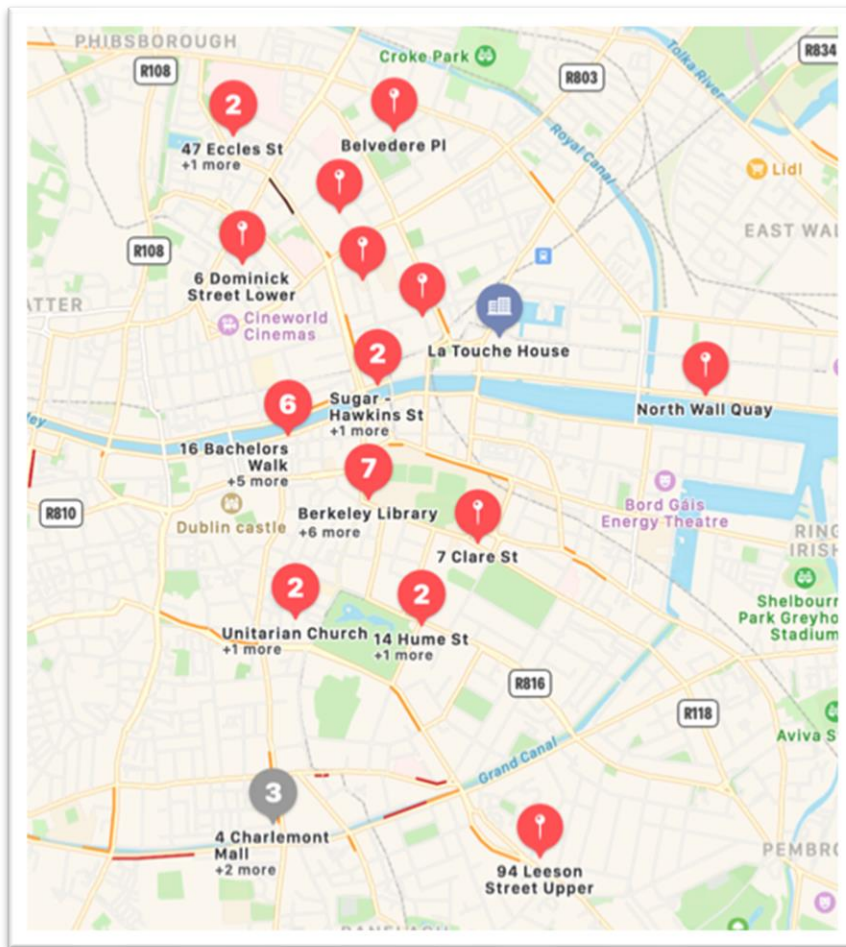 PHIBSBOROUGH
Croke Park
R108
R803
R834
Tolka River
2
47 Eccles St
+1 more
Belvedere Pl
Royal Canal
Lidl
EAST WAL
R108
6 Dominick
Street Lower
ATTER
Cineworld
Cinemas
La Touche House
2
Sugar -
Hawkins St
+1 more
North Wall Quay
6
16 Bachelors
Walk
+5 more
7
Berkeley Library
+6 more
R810
Dublin castle
Bord Gáis
Energy Theatre
7 Clare St
RING
IRISH
Shelbour
Park Greyho
Stadium
2
Unitarian Church
+1 more
2
14 Hume St
+1 more
R816
R118
Aviva S
Grand Canal
3
4 Charlemont
Mall
+2 more
94 Leeson
Street Upper
PEMBRO